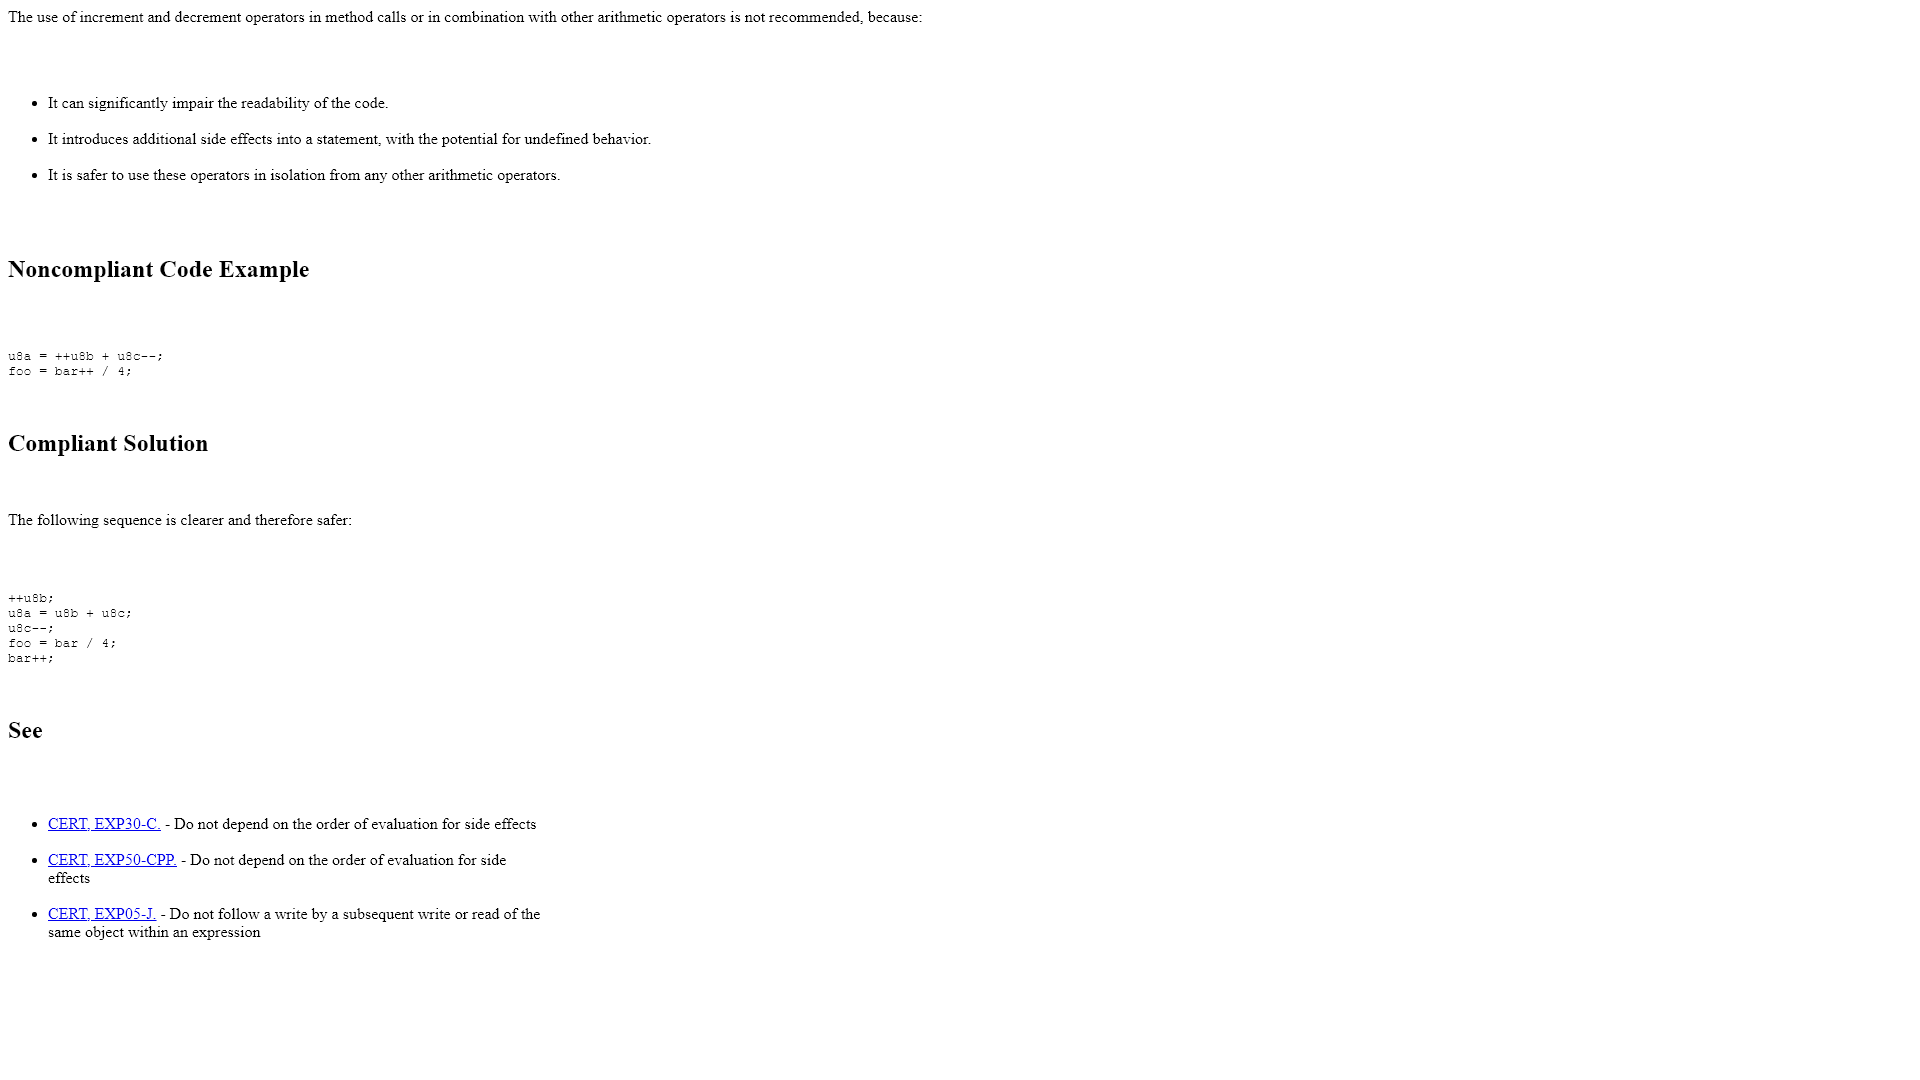 The use of increment and decrement operators in method calls or in combination with other arithmetic operators is not recommended, because:
It can significantly impair the readability of the code.
It introduces additional side effects into a statement, with the potential for undefined behavior.
It is safer to use these operators in isolation from any other arithmetic operators.
Noncompliant Code Example
u8a = ++u8b + u8c--;
foo = bar++ / 4;
Compliant Solution
The following sequence is clearer and therefore safer:
++u8b;
u8a = u8b + u8c;
u8c--;
foo = bar / 4;
bar++;
See
CERT, EXP30-C. - Do not depend on the order of evaluation for side effects
CERT, EXP50-CPP. - Do not depend on the order of evaluation for side
effects
CERT, EXP05-J. - Do not follow a write by a subsequent write or read of the
same object within an expression